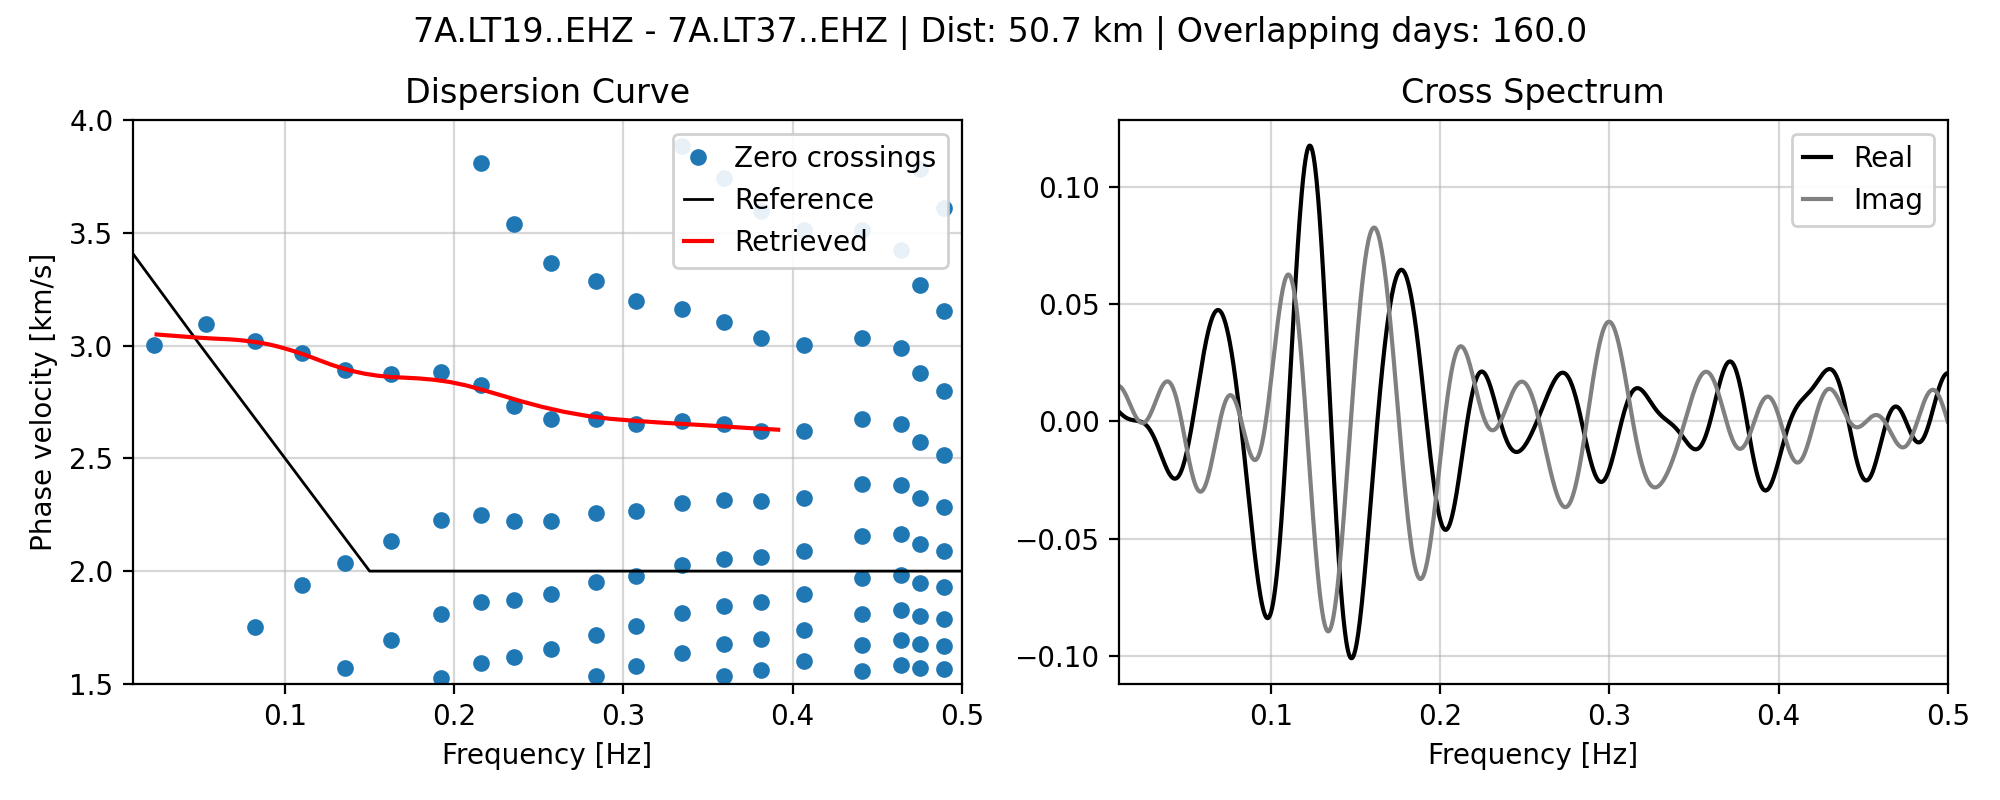 7A.LT19..EHZ - 7A.LT37..EHZ | Dist: 50.7 km | Overlapping days: 160.0
Dispersion Curve
4.0
3.5
3.0
2.5
2.0
1.5
Phase velocity [km/s]
Zero crossings
Reference
Retrieved
0.1
0.2
0.3
0.4
0.5
Frequency [Hz]
Cross Spectrum
0.10
0.05
0.00
−0.05
−0.10
Real
Imag
0.1
0.2
0.3
0.4
0.5
Frequency [Hz]